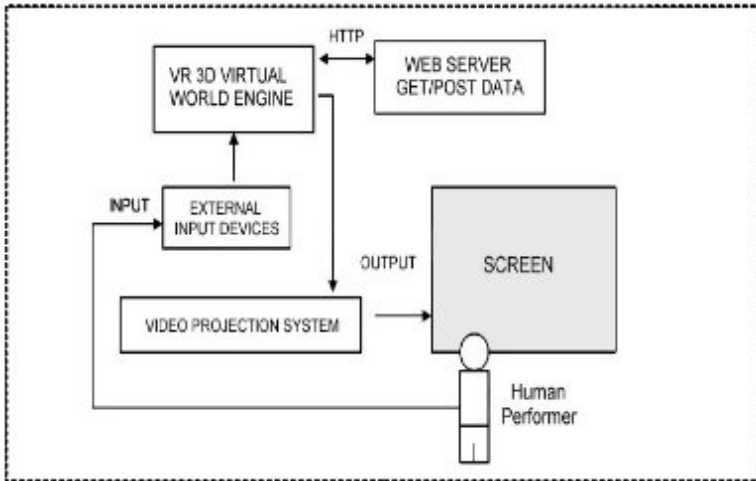 HTTP
VR 3D VIRTUAL
WORLD ENGINE
WEB SERVER
GET/POST DATA
INPUT
EXTERNAL
INPUT DEVICES
OUTPUT
SCREEN
VIDEO PROJECTION SYSTEM
Human
Performer